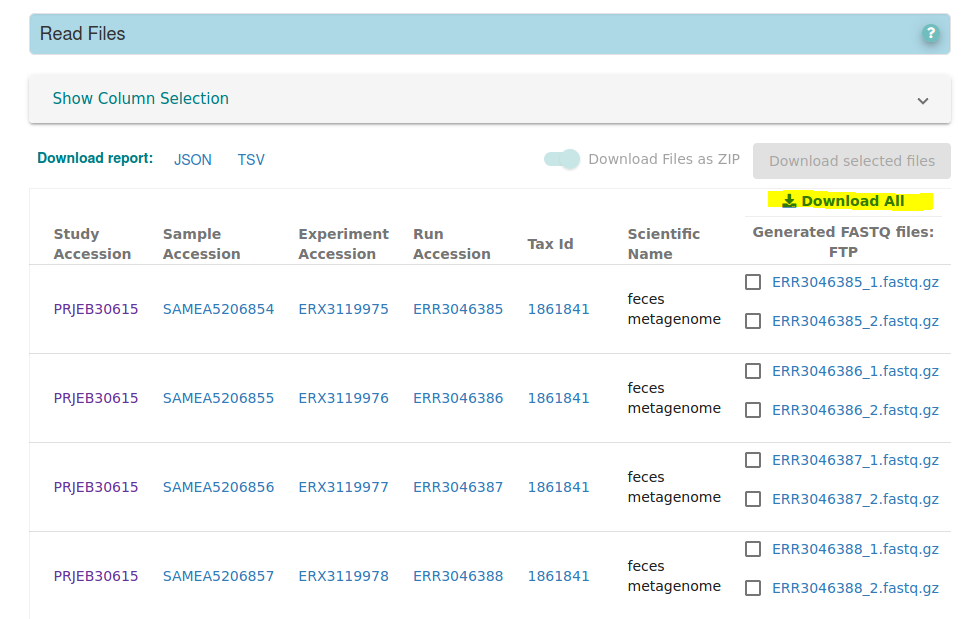 Read Files
?
Show Column Selection
Download report: JSON TSV
Download Files as ZIP
Download selected files
Download All
Study Accession
Sample Accession
Experiment Accession
Run Accession
Tax Id
Scientific Name
Generated FASTQ files: FTP
PRJEB30615 SAMEA5206854 ERX3119975 ERR3046385 1861841 feces metagenome
ERR3046385_1.fastq.gz
ERR3046385_2.fastq.gz
PRJEB30615 SAMEA5206855 ERX3119976 ERR3046386 1861841 feces metagenome
ERR3046386_1.fastq.gz
ERR3046386_2.fastq.gz
PRJEB30615 SAMEA5206856 ERX3119977 ERR3046387 1861841 feces metagenome
ERR3046387_1.fastq.gz
ERR3046387_2.fastq.gz
PRJEB30615 SAMEA5206857 ERX3119978 ERR3046388 1861841 feces metagenome
ERR3046388_1.fastq.gz
ERR3046388_2.fastq.gz